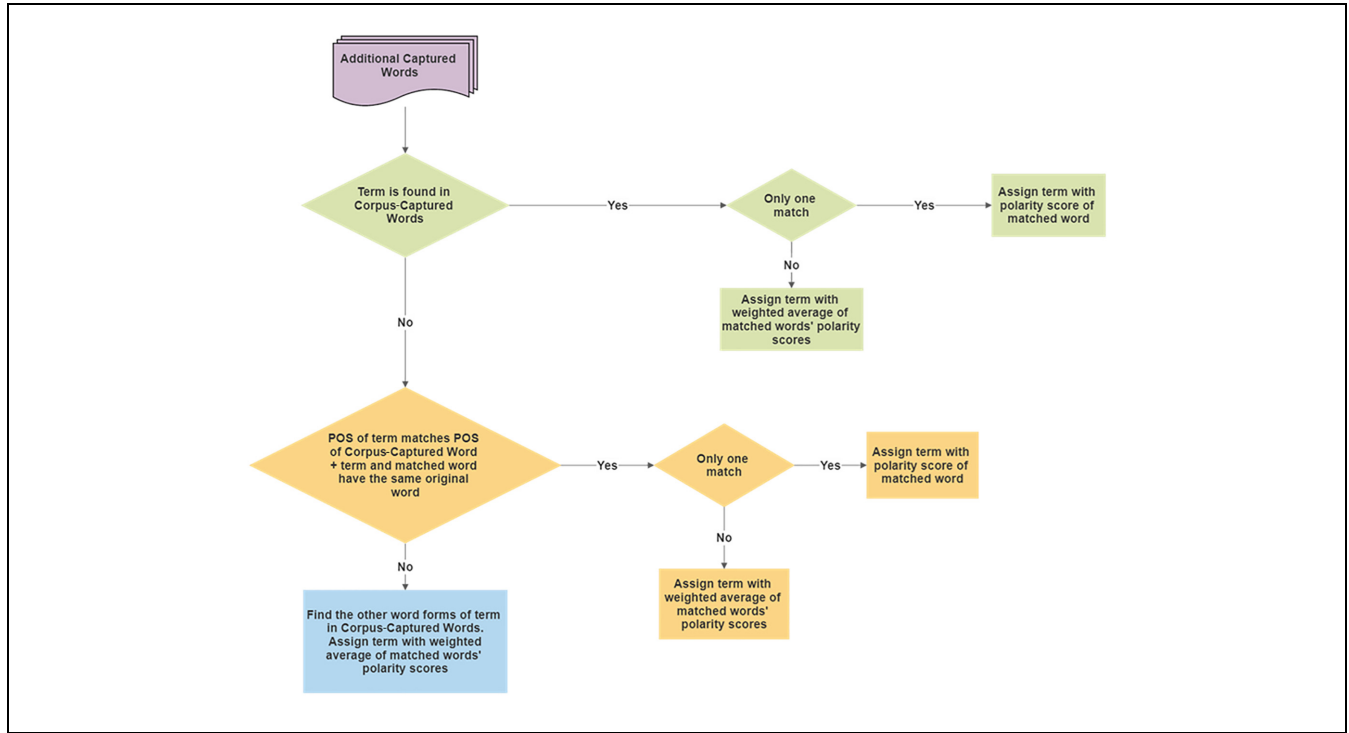 Additional Captured
Words
Term is found in
Corpus-Captured
Words
Yes
Only one
match
Yes
Assign term with
polarity score of
matched word
No
Assign term with
weighted average of
matched words' polarity
scores
No
POS of term matches POS
of Corpus-Captured Word
+ term and matched word
have the same original
word
Yes
Only one
match
Yes
Assign term with
polarity score of
matched word
No
Assign term with
weighted average of
matched words'
polarity scores
No
Find the other word forms of term
in Corpus-Captured Words.
Assign term with weighted
average of matched words'
polarity scores